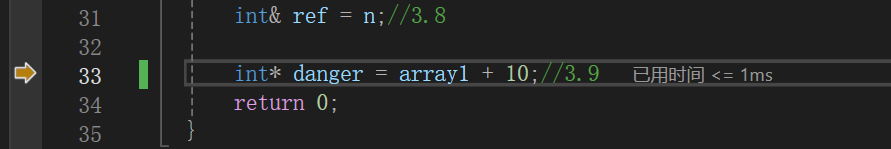 31 int& ref = n;//3.8
32
33 int* danger = array1 + 10;//3.9 已用时间 <= 1ms
34 return 0;
35 }